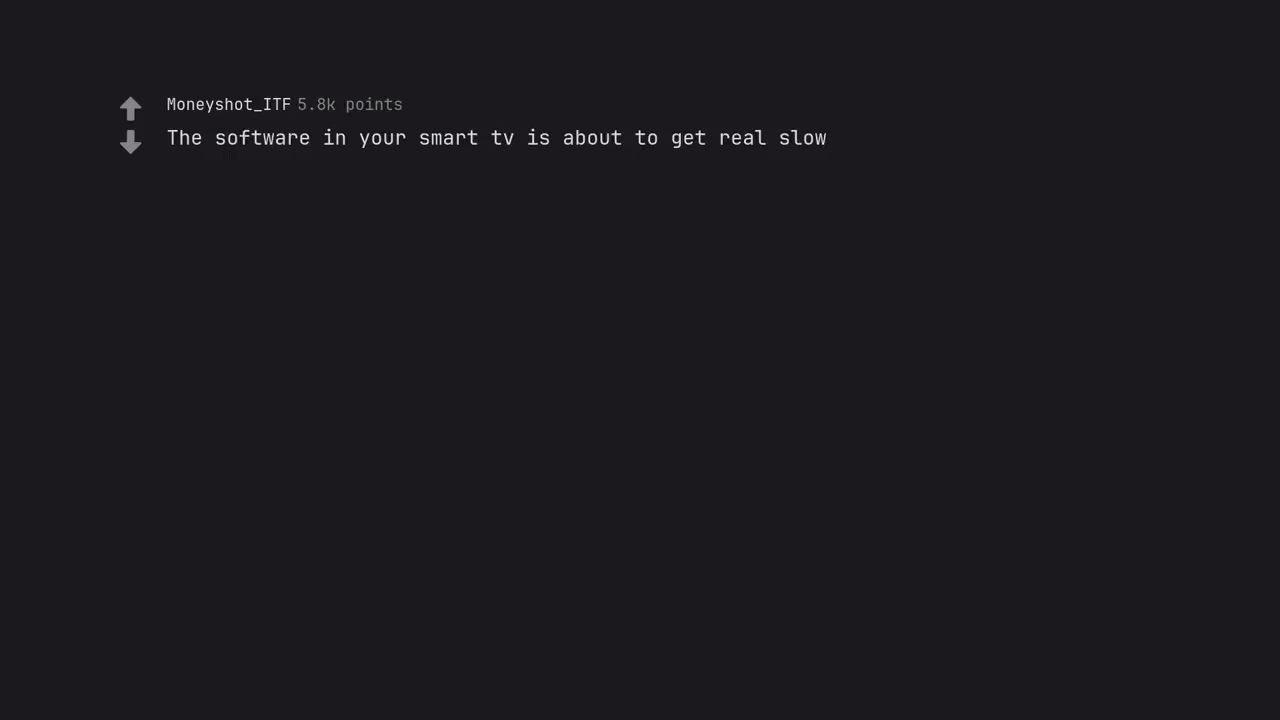 Moneyshot_ITF 5.8k points
The software in your smart tv is about to get real slow